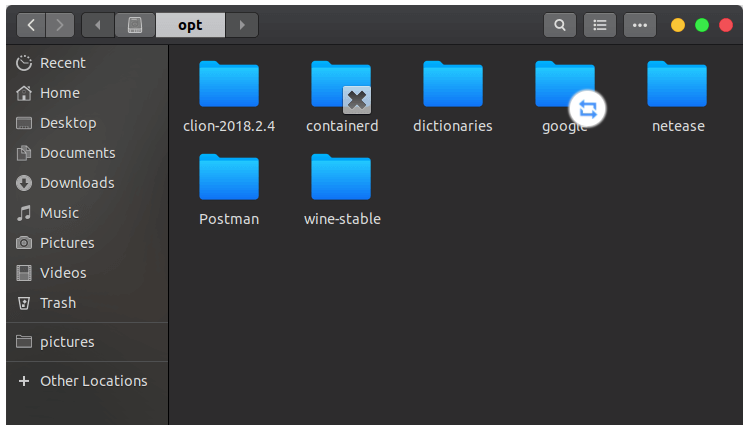 opt
Recent
Home
Desktop
Documents
Downloads
Music
Pictures
Videos
Trash
pictures
Other Locations
clion-2018.2.4
containerd
dictionaries
google
netease
Postman
wine-stable